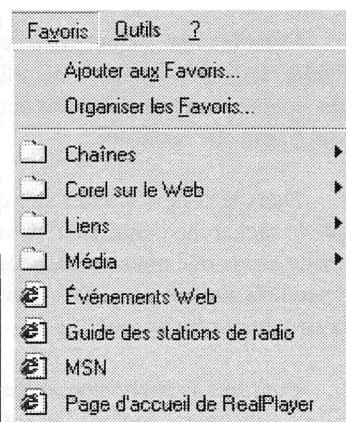 Favoris Outils ?
Ajouter aux Favoris...
Organiser les Favoris...
Chaînes
Corel sur le Web
Liens
Média
Événements Web
Guide des stations de radio
MSN
Page d'accueil de RealPlayer